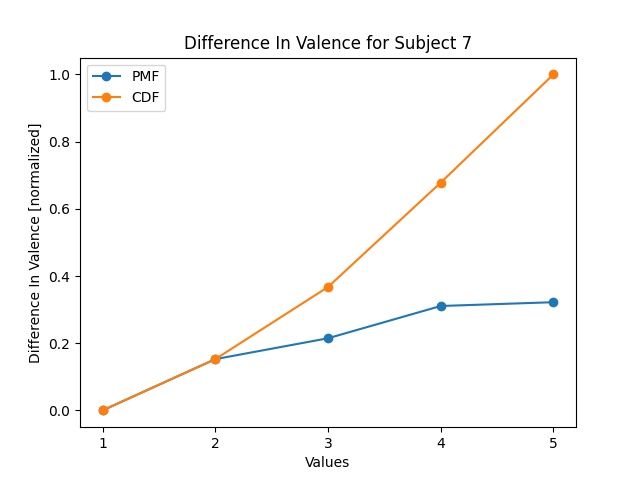 Difference In Valence for Subject 7
PMF
CDF
1.0
0.8
0.6
0.4
0.2
0.0
Difference In Valence [normalized]
1 2 3 4 5
Values